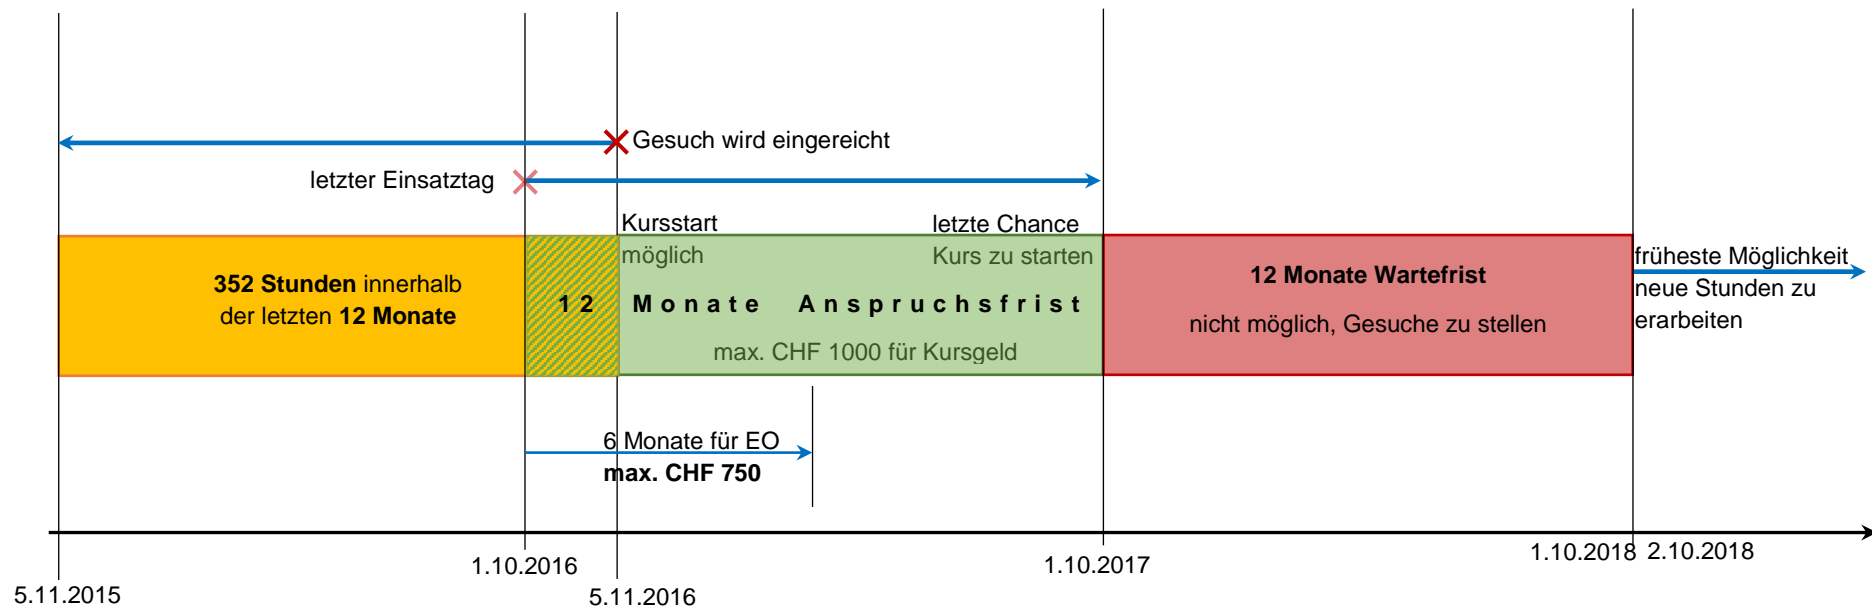 Gesuch wird eingereicht
letzter Einsatztag
Kursstart
möglich
letzte Chance
Kurs zu starten
352 Stunden innerhalb
der letzten 12 Monate
12 Monate Anspruchsfrist
max. CHF 1000 für Kursgeld
12 Monate Wartefrist
nicht möglich, Gesuche zu stellen
früheste Möglichkeit
neue Stunden zu
erarbeiten
6 Monate für EO
max. CHF 750
5.11.2015
1.10.2016
5.11.2016
1.10.2017
1.10.2018
2.10.2018